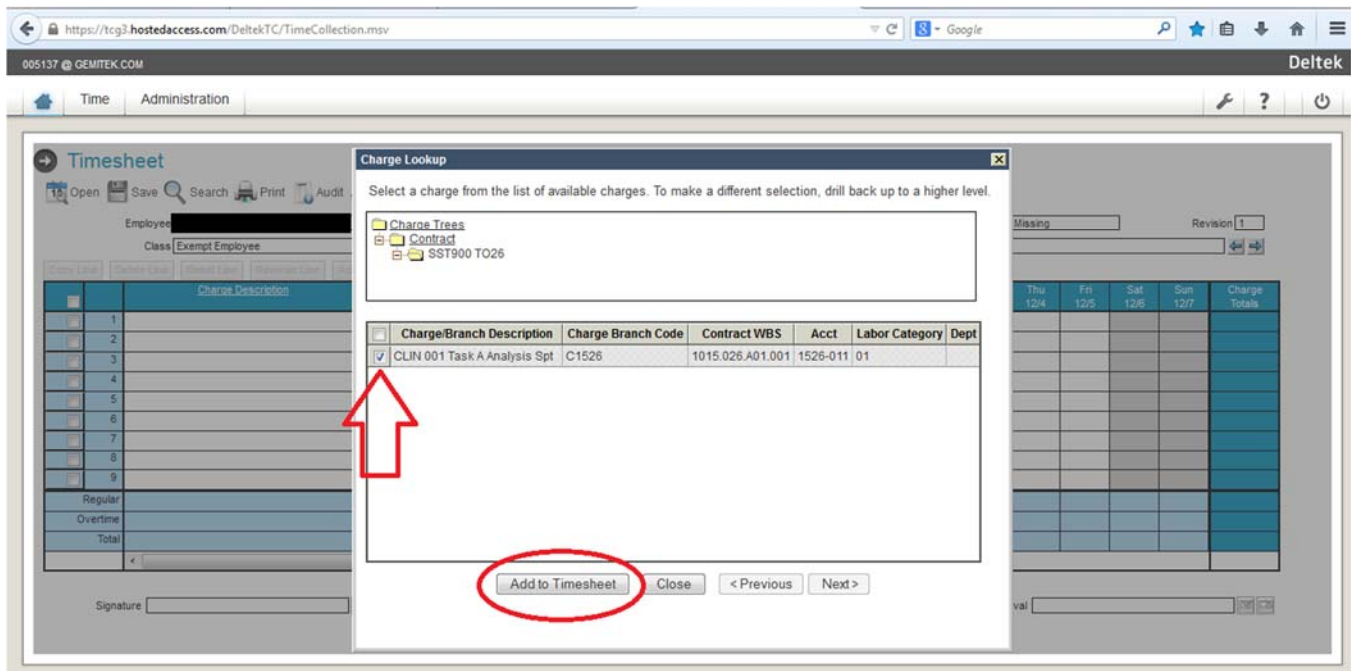 https://tcg3.hostedaccess.com/DeltekTC/TimeCollection.msv
Google
005137 @ GEMITEK.COM
Deltek
Time Administration
?
Timesheet
Open Save Search Print Audit
Employee
Missing
Revision 1
Class Exempt Employee
Charge Description
Thu 12/4 Fri 12/5 Sat 12/6 Sun 12/7 Charge Totals
1
2
3
4
5
6
7
8
9
Regular
Overtime
Total
Signature
val
Charge Lookup
Select a charge from the list of available charges. To make a different selection, drill back up to a higher level.
Charge Trees
Contract
SST900 TO26
Charge/Branch Description Charge Branch Code Contract WBS Acct Labor Category Dept
CLIN 001 Task A Analysis Spt C1526 1015.026.A01.001 1526-011 01
Add to Timesheet Close < Previous Next >